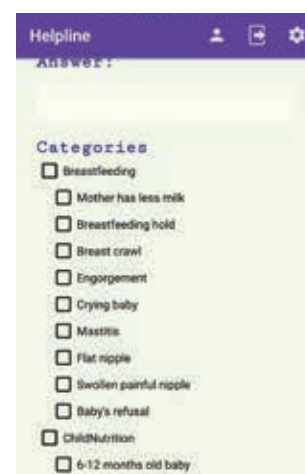 Helpline
Answer:
Categories
Breastfeeding
Mother has less milk
Breastfeeding hold
Breast crawl
Engorgement
Crying baby
Mastitis
Flat nipple
Swollen painful nipple
Baby's refusal
ChildNutrition
6-12 months old baby